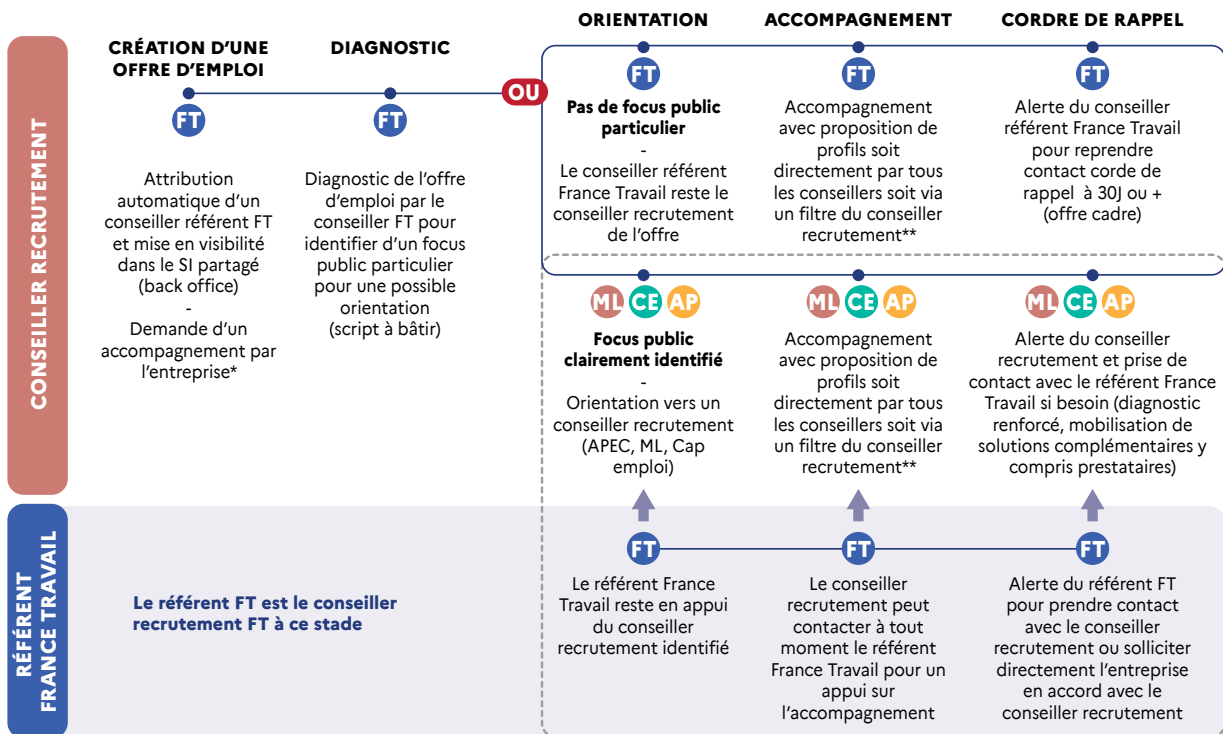 ORIENTATION
ACCOMPAGNEMENT
CORDRE DE RAPPEL
CONSEILLER RECRUTEMENT
CRÉATION D'UNE
OFFRE D'EMPLOI
DIAGNOSTIC
OU
FT
FT
FT
FT
FT
Attribution
automatique d'un
conseiller référent FT
et mise en visibilité
dans le SI partagé
(back office)
-
Demande d'un
accompagnement par
l'entreprise*
Diagnostic de l'offre
d'emploi par le
conseiller FT pour
identifier d'un focus
public particulier
pour une possible
orientation
(script à bâtir)
Pas de focus public
particulier
-
Le conseiller référent
France Travail reste le
conseiller recrutement
de l'offre
Accompagnement
avec proposition de
profils soit
directement par tous
les conseillers soit via
un filtre du conseiller
recrutement**
Alerte du conseiller
référent France Travail
pour reprendre
contact corde de
rappel à 30J ou +
(offre cadre)
ML CE AP
Focus public
clairement identifié
-
Orientation vers un
conseiller recrutement
(APEC, ML, Cap
emploi)
ML CE AP
Accompagnement
avec proposition de
profils soit
directement par tous
les conseillers soit via
un filtre du conseiller
recrutement**
ML CE AP
Alerte du conseiller
recrutement et prise de
contact avec le référent France
Travail si besoin (diagnostic
renforcé, mobilisation de
solutions complémentaires y
compris prestataires)
RÉFÉRENT
FRANCE TRAVAIL
Le référent FT est le conseiller
recrutement FT à ce stade
FT
Le référent France
Travail reste en appui
du conseiller
recrutement identifié
FT
Le conseiller
recrutement peut
contacter à tout
moment le référent
France Travail pour un
appui sur
l'accompagnement
FT
Alerte du référent FT
pour prendre contact
avec le conseiller
recrutement ou solliciter
directement l'entreprise
en accord avec le
conseiller recrutement